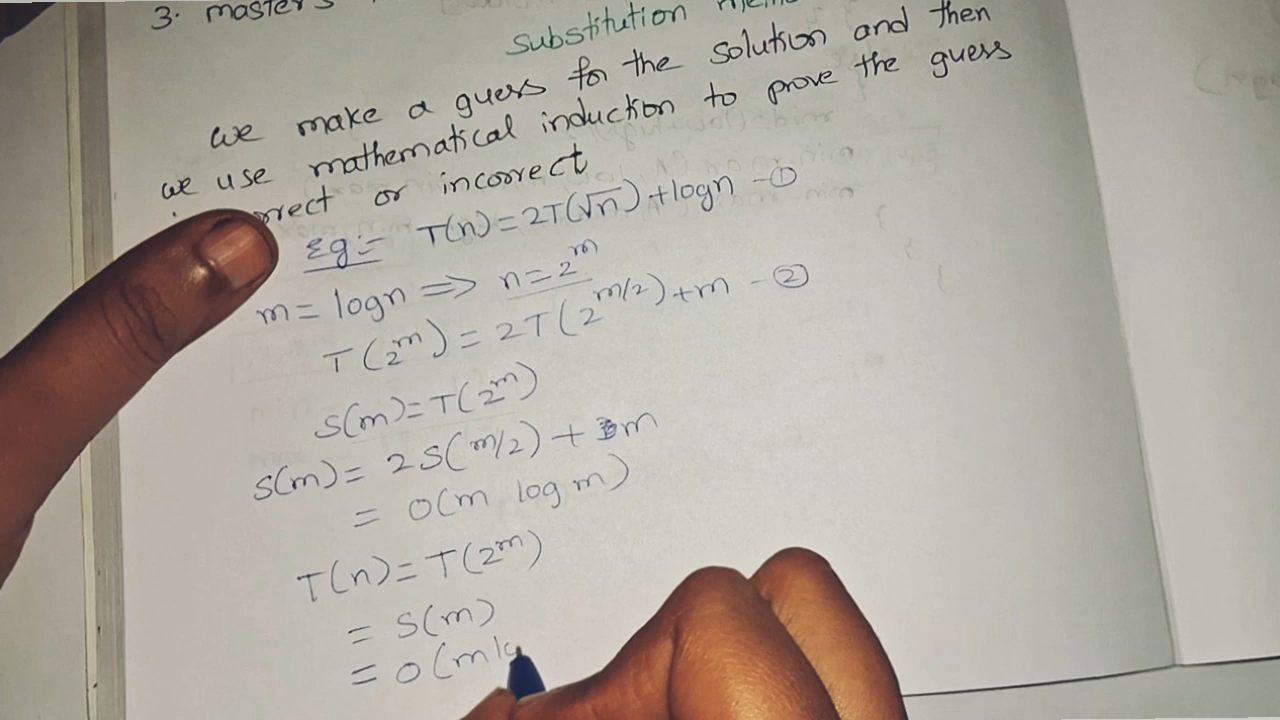 3. master's
Substitution
we make a guess for the solution and then
we use mathematical induction to prove the guess
or incorrect
Eg:- T(n)=2T(√n)+logn -①
m= logn => n=2^m
T(2^m)= 2T(2^m/2)+m -②
S(m)=T(2^m)
S(m)= 2S(m/2)+ m
= O(m log m)
T(n)=T(2^m)
= S(m)
= O(m l